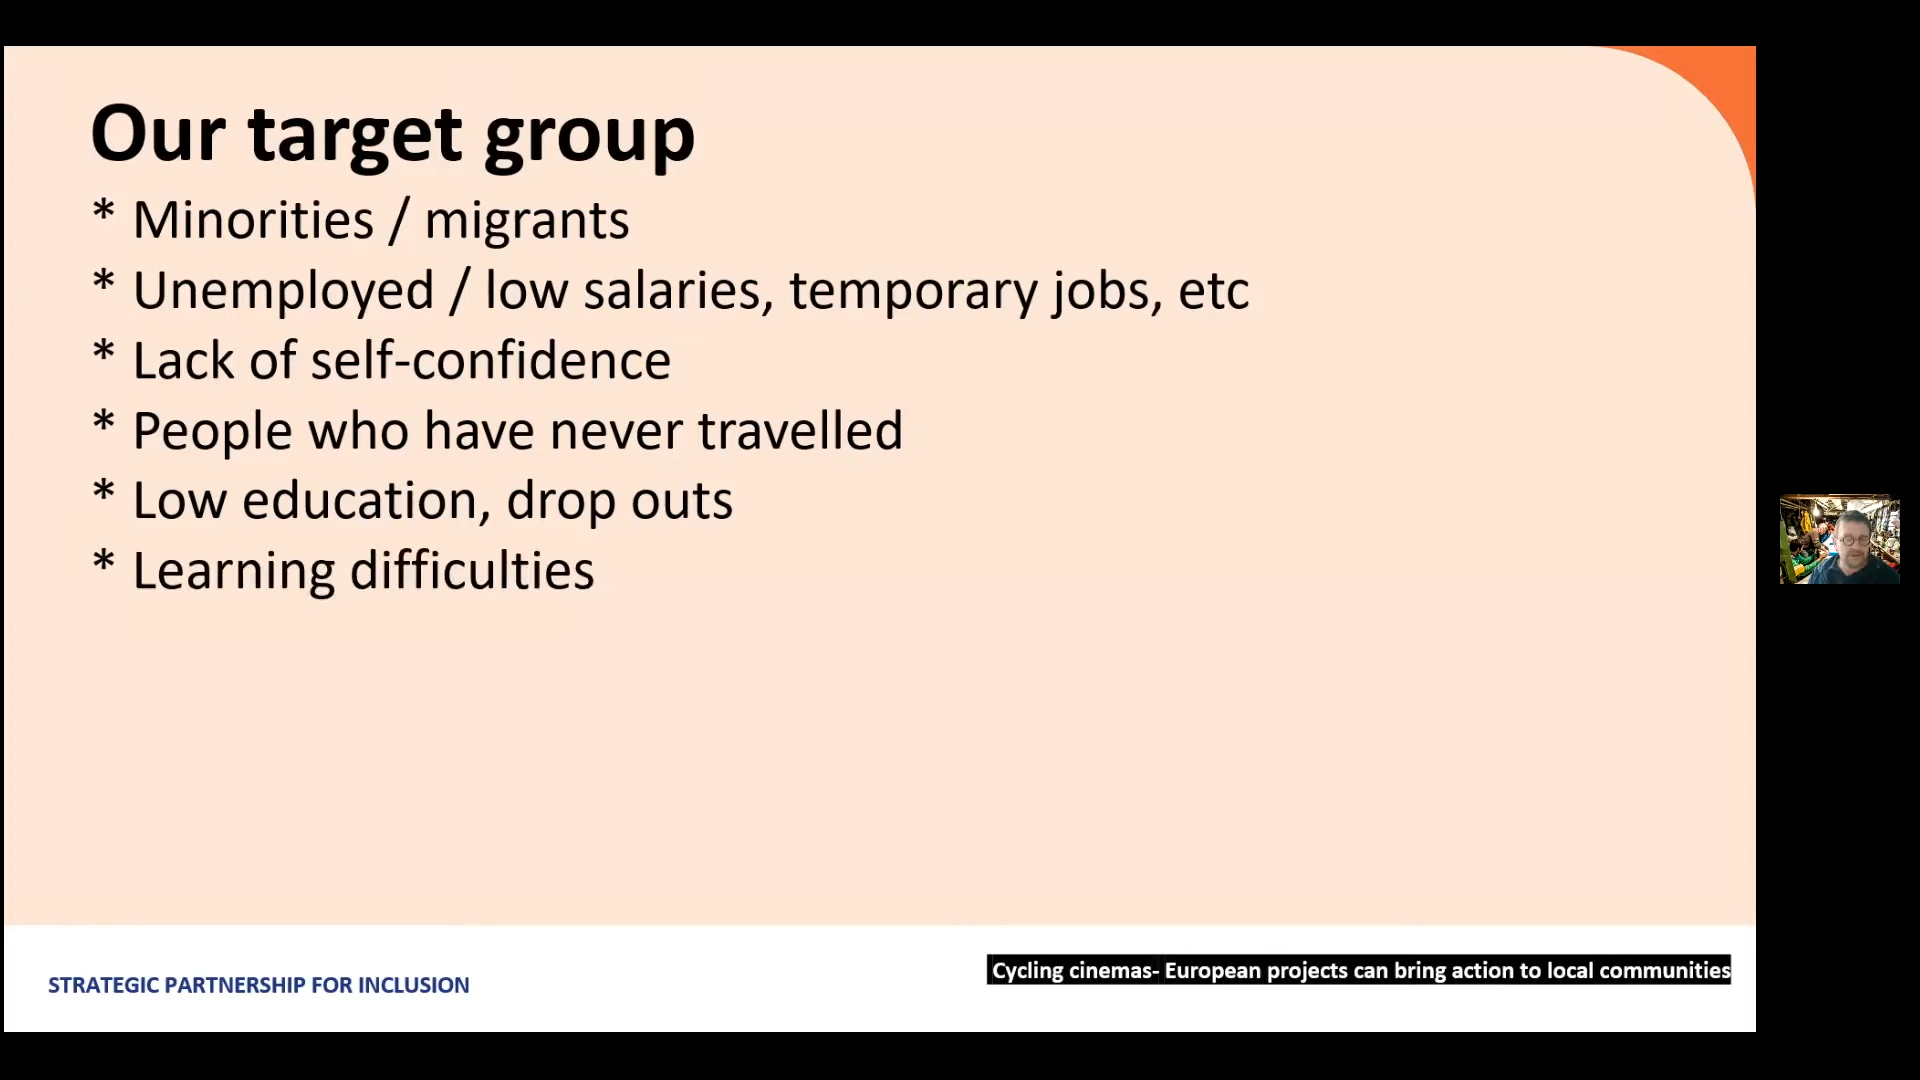 Our target group
* Minorities / migrants
* Unemployed / low salaries, temporary jobs, etc
* Lack of self-confidence
* People who have never travelled
* Low education, drop outs
* Learning difficulties
STRATEGIC PARTNERSHIP FOR INCLUSION
Cycling cinemas- European projects can bring action to local communities